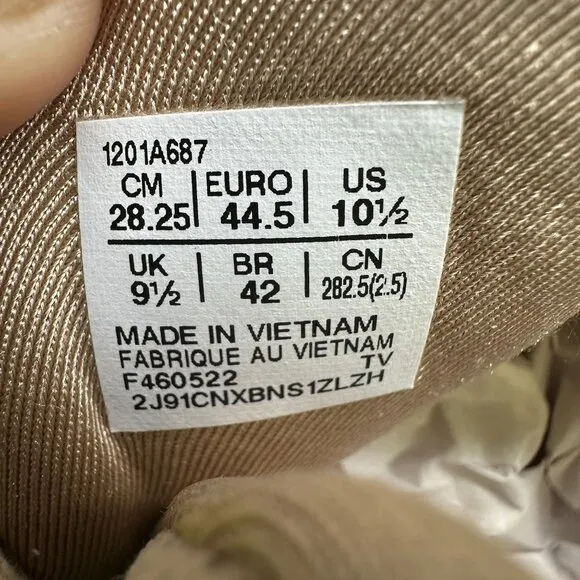 1201A687
CM | EURO | US
28.25 | 44.5 | 10½
UK | BR | CN
9½ | 42 | 282.5(2.5)
MADE IN VIETNAM
FABRIQUE AU VIETNAM
F460522 TV
2J91CNXBNS1ZLZH